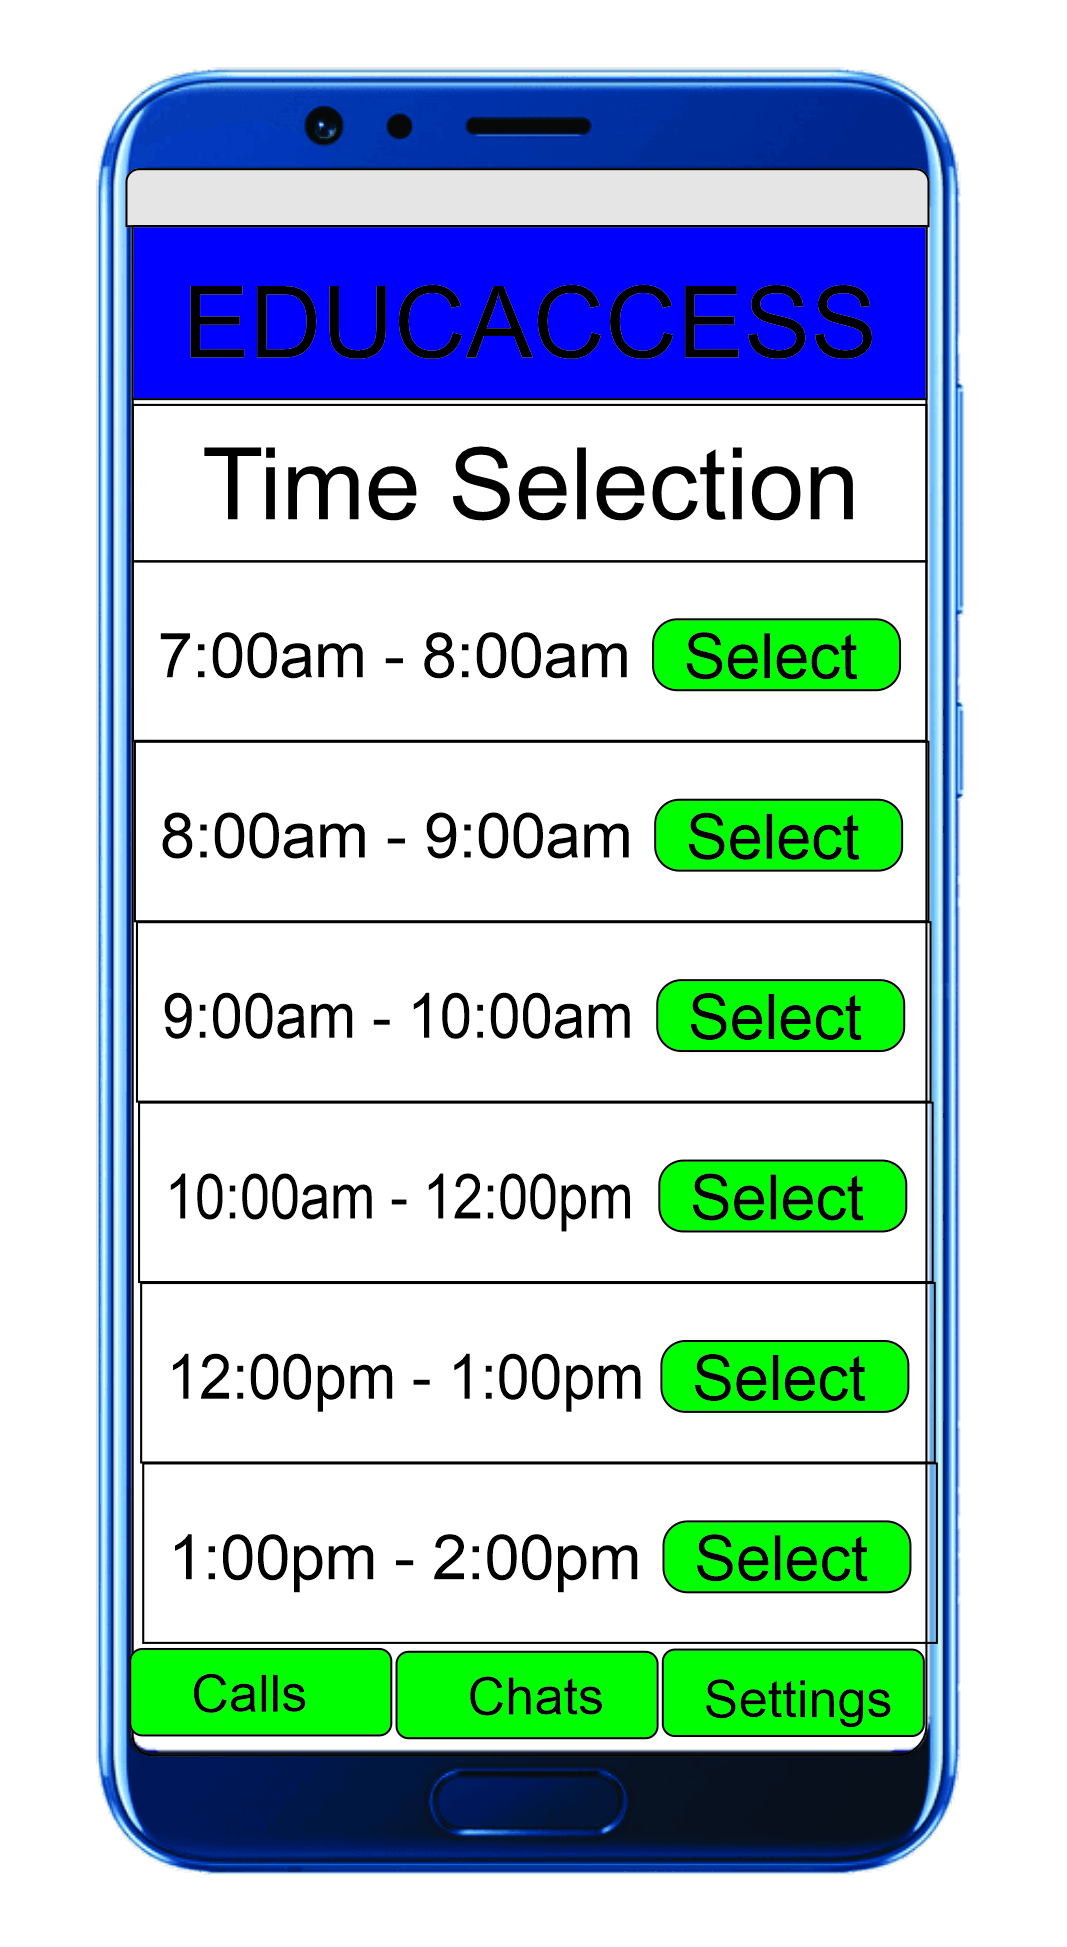 EDUCACCESS
Time Selection
7:00am - 8:00am Select
8:00am - 9:00am Select
9:00am - 10:00am Select
10:00am - 12:00pm Select
12:00pm - 1:00pm Select
1:00pm - 2:00pm Select
Calls Chats Settings